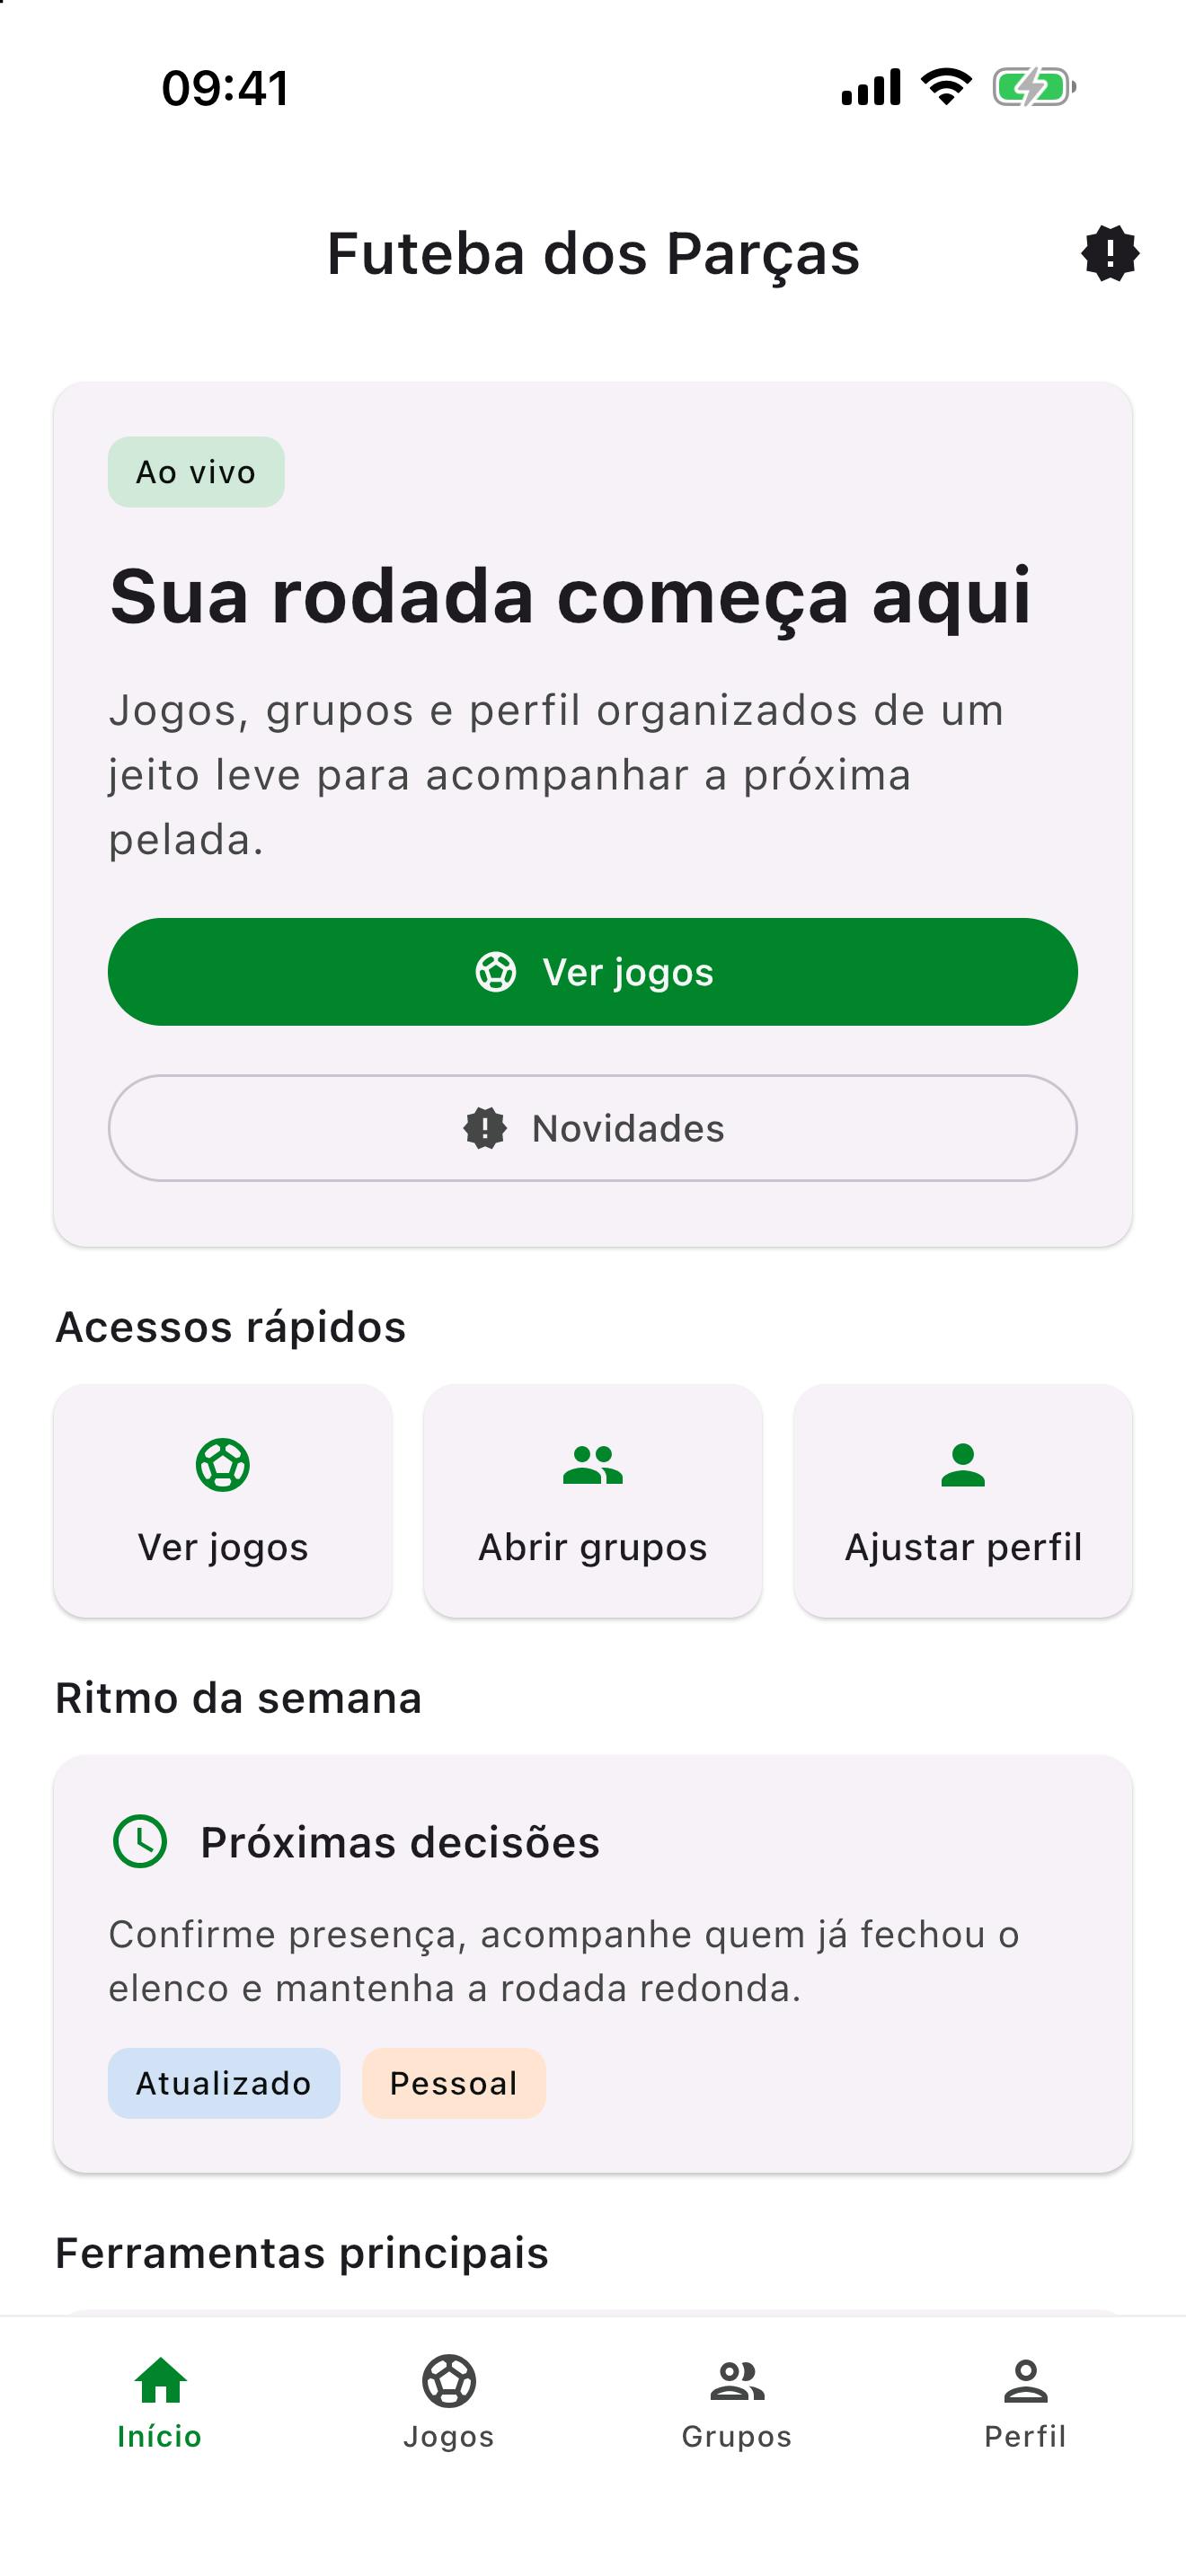 09:41
Futeba dos Parças
Ao vivo
Sua rodada começa aqui
Jogos, grupos e perfil organizados de um
jeito leve para acompanhar a próxima
pelada.
Ver jogos
Novidades
Acessos rápidos
Ver jogos
Abrir grupos
Ajustar perfil
Ritmo da semana
Próximas decisões
Confirme presença, acompanhe quem já fechou o
elenco e mantenha a rodada redonda.
Atualizado
Pessoal
Ferramentas principais
Início
Jogos
Grupos
Perfil